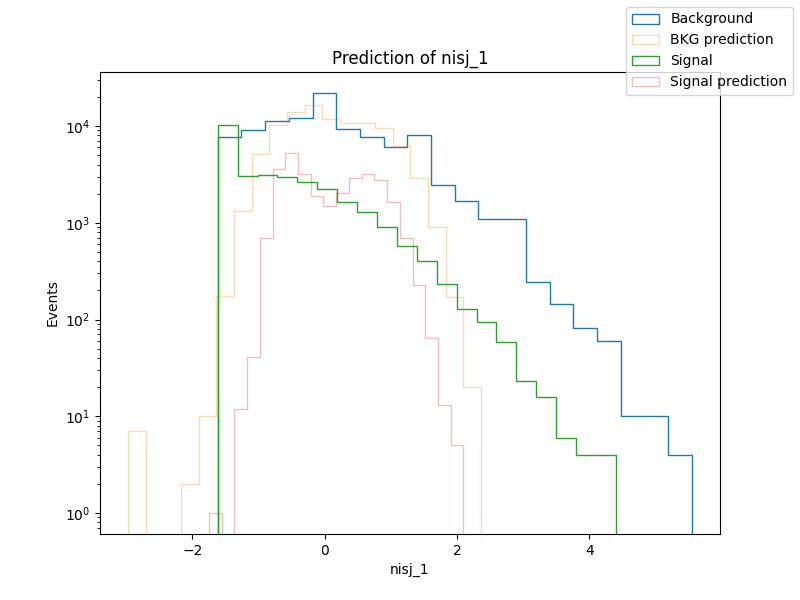 Prediction of nisj_1
Background
BKG prediction
Signal
Signal prediction
Events
10⁴
10³
10²
10¹
10⁰
−2
0
2
4
nisj_1